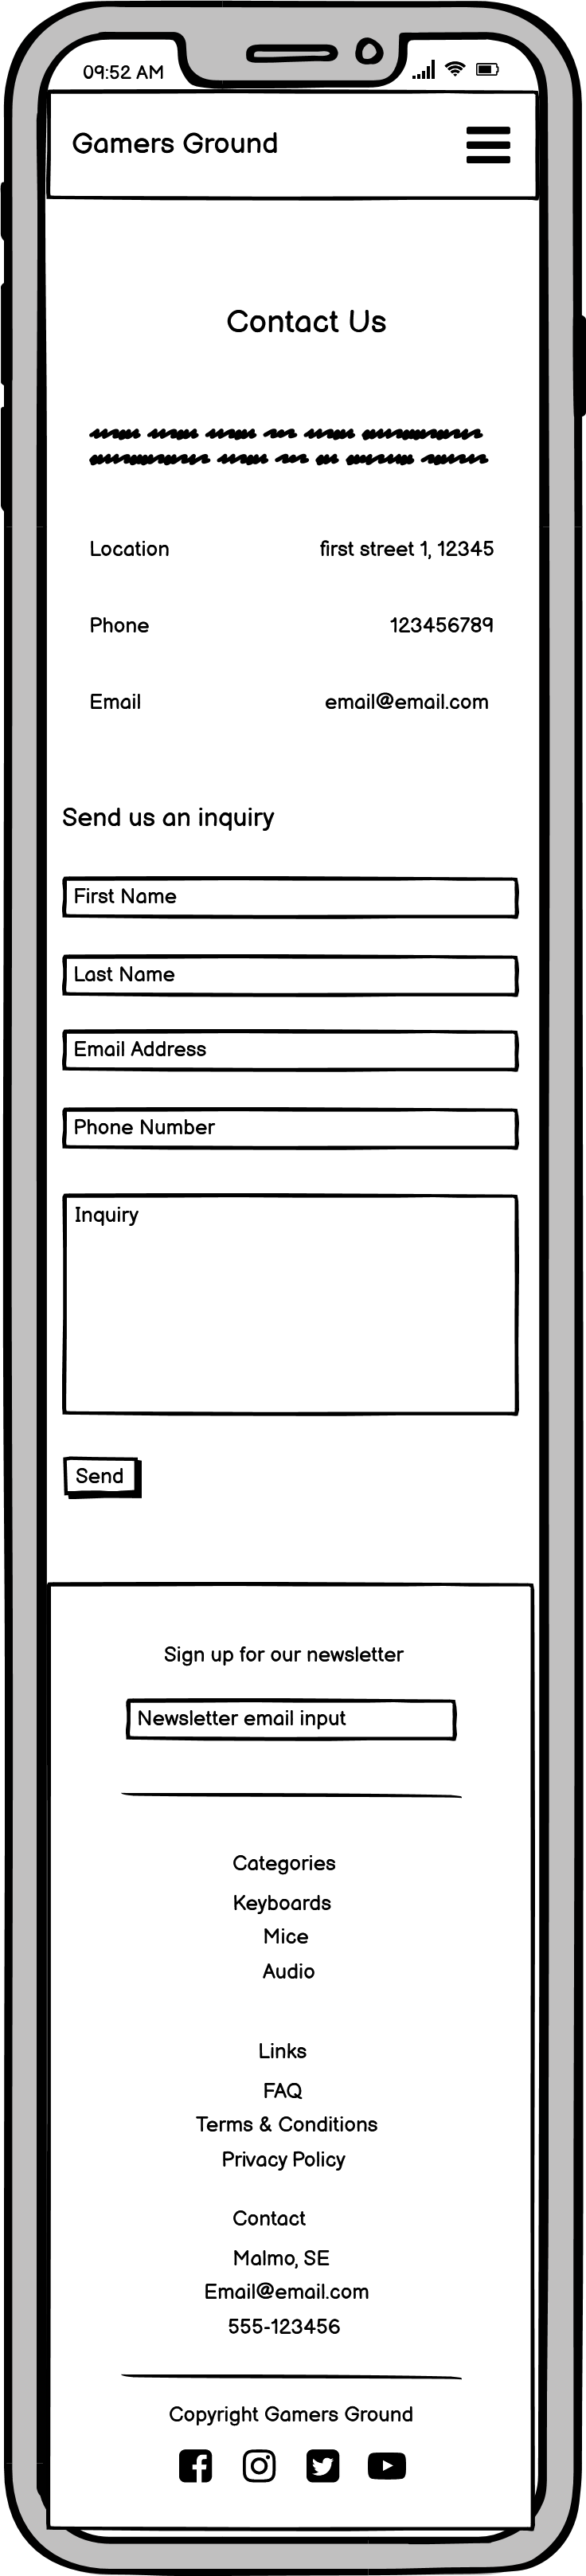 09:52 AM
Gamers Ground
Contact Us
Location first street 1, 12345
Phone 123456789
Email email@email.com
Send us an inquiry
First Name
Last Name
Email Address
Phone Number
Inquiry
Send
Sign up for our newsletter
Newsletter email input
Categories
Keyboards
Mice
Audio
Links
FAQ
Terms & Conditions
Privacy Policy
Contact
Malmo, SE
Email@email.com
555-123456
Copyright Gamers Ground